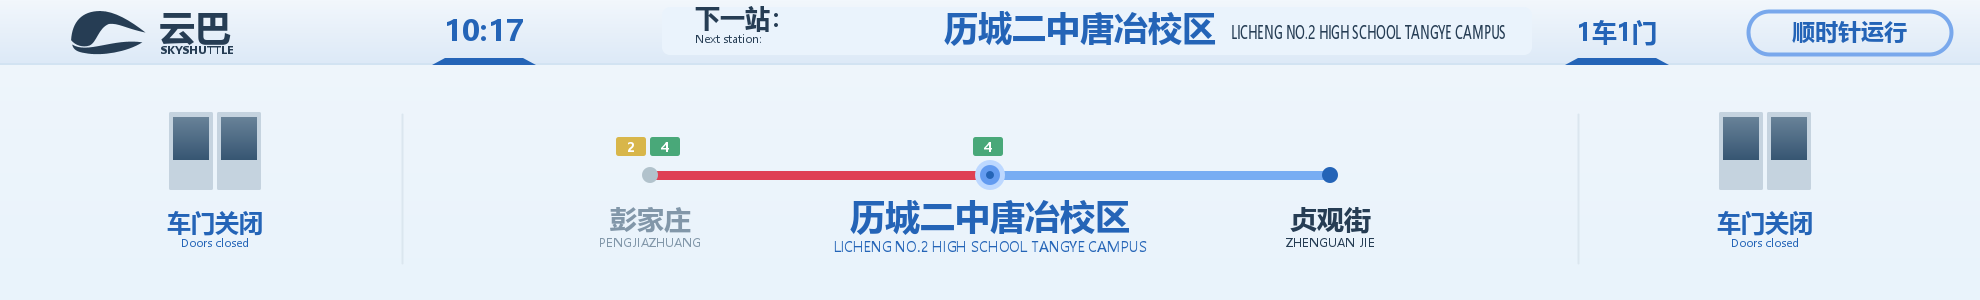 云巴
SKYSHUTTLE
10:17
下一站：
Next station:
历城二中唐冶校区 LICHENG NO.2 HIGH SCHOOL TANGYE CAMPUS
1车1门
顺时针运行
车门关闭
Doors closed
2 4
4
彭家庄
PENGJIAZHUANG
历城二中唐冶校区
LICHENG NO.2 HIGH SCHOOL TANGYE CAMPUS
贞观街
ZHENGUAN JIE
车门关闭
Doors closed